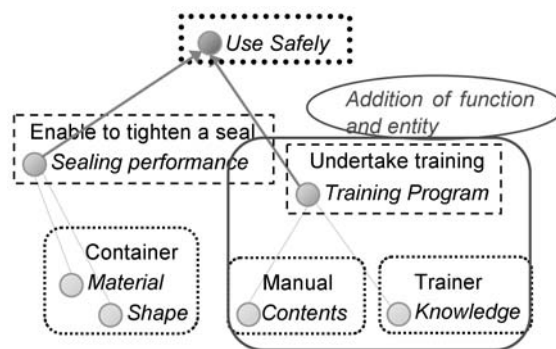 Use Safely
Addition of function
and entity
Enable to tighten a seal
Sealing performance
Undertake training
Training Program
Container
Material
Shape
Manual
Contents
Trainer
Knowledge